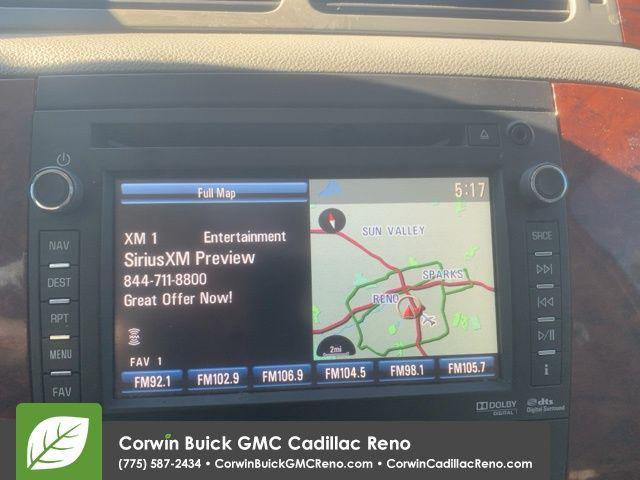 Full Map
5:17
XM 1 Entertainment
SiriusXM Preview
844-711-8800
Great Offer Now!
FAV 1
FM92.1 FM102.9 FM106.9 FM104.5 FM98.1 FM105.7
SUN VALLEY
SPARKS
RENO
2mi
NAV
DEST
RPT
MENU
FAV
SRCE
i
DOLBY
DIGITAL
dts
Digital Surround
Corwin Buick GMC Cadillac Reno
(775) 587-2434 • CorwinBuickGMCReno.com • CorwinCadillacReno.com